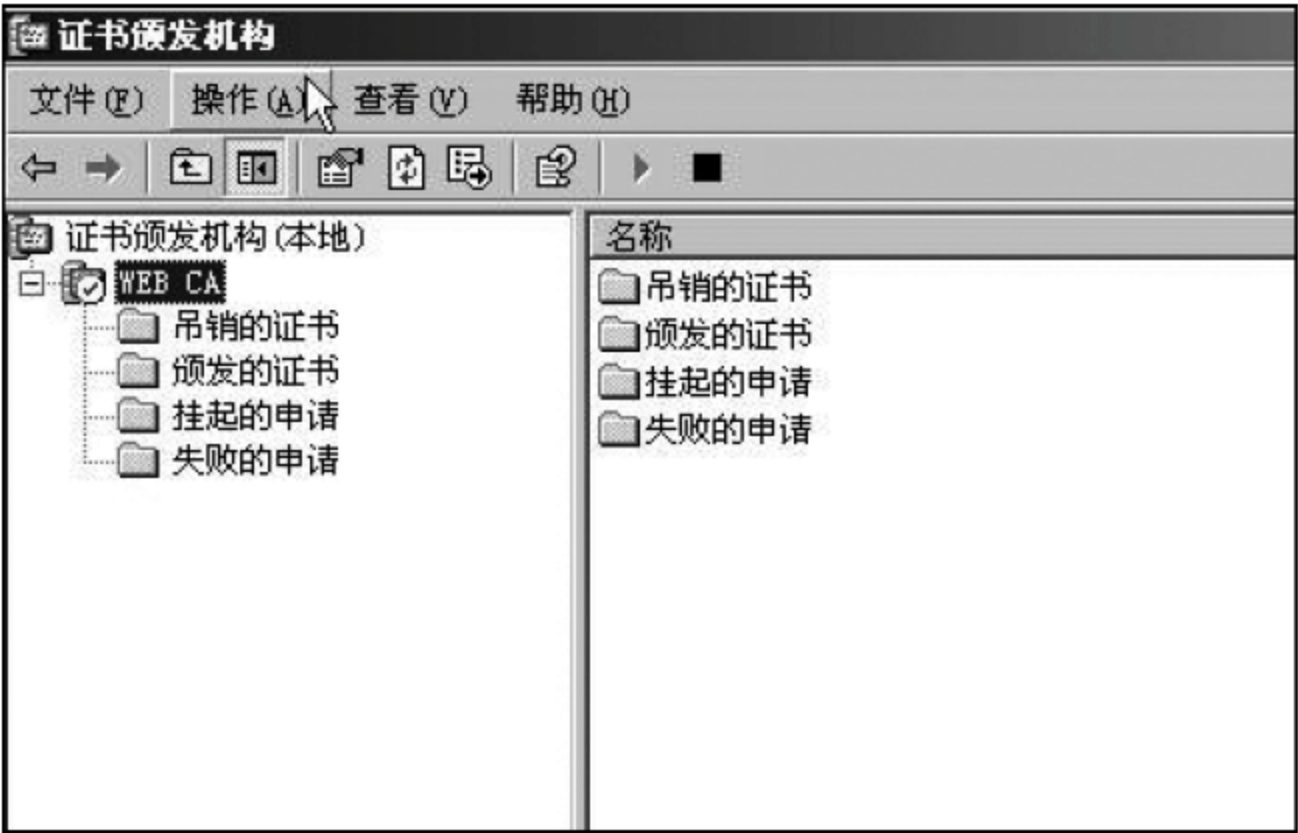 证书颁发机构
文件(F) 操作(A) 查看(V) 帮助(H)
证书颁发机构(本地)
WEB CA
吊销的证书
颁发的证书
挂起的申请
失败的申请
名称
吊销的证书
颁发的证书
挂起的申请
失败的申请